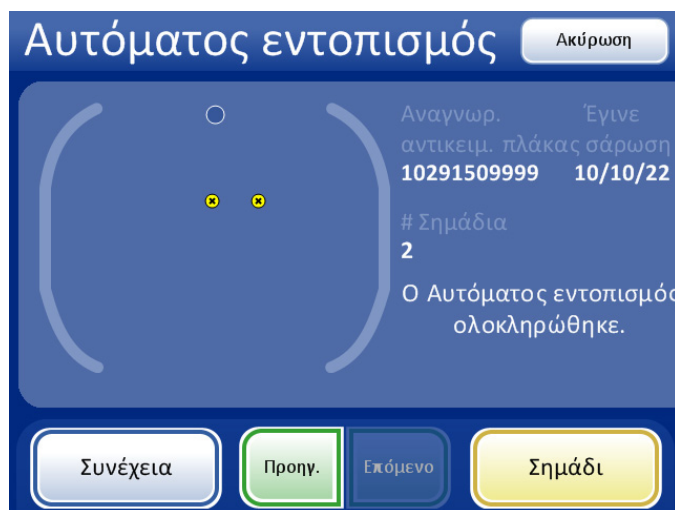 Αυτόματος εντοπισμός
Ακύρωση
Αναγνωρ. Έγινε
αντικειμ. πλάκας σάρωση
10291509999 10/10/22
# Σημάδια
2
Ο Αυτόματος εντοπισμός
ολοκληρώθηκε.
Συνέχεια
Προηγ.
Επόμενο
Σημάδι